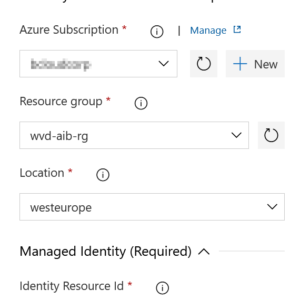 Azure Subscription * | Manage
New
Resource group *
wvd-aib-rg
Location *
westeurope
Managed Identity (Required)
Identity Resource Id *